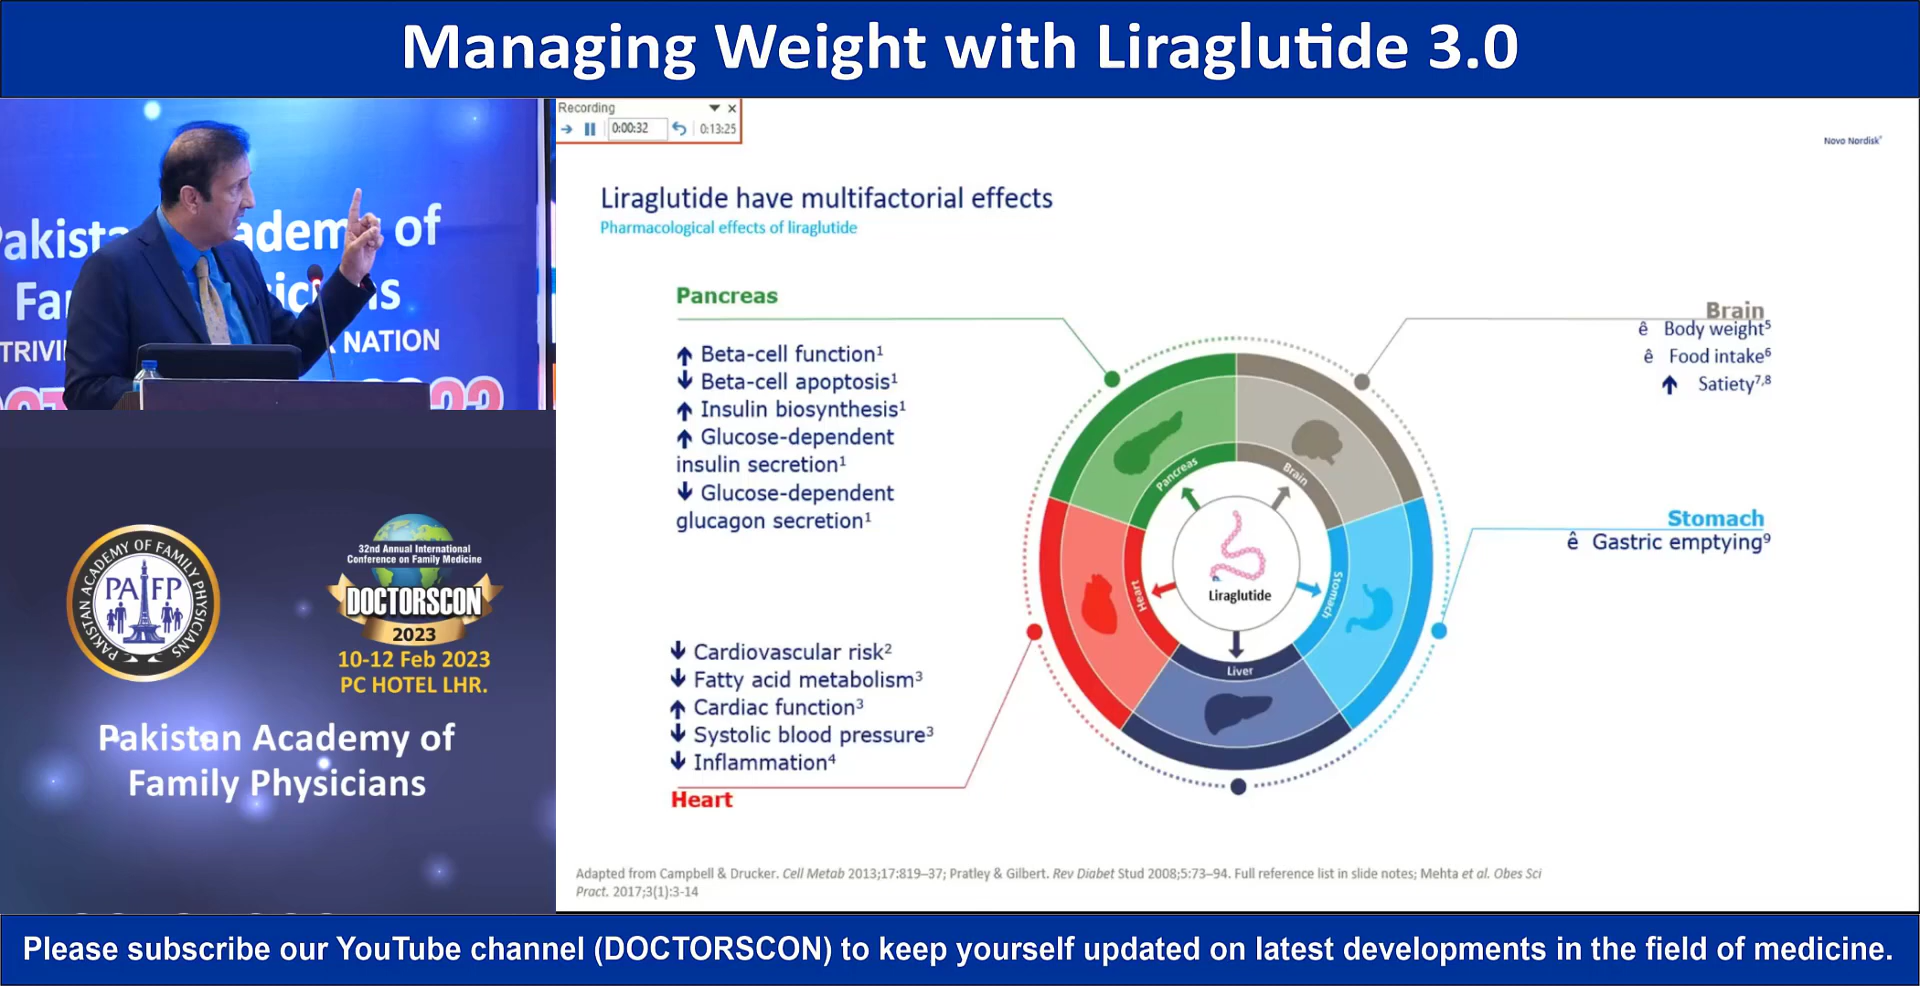 Managing Weight with Liraglutide 3.0
Recording
0:00:32
0:13:25
Novo Nordisk®
Liraglutide have multifactorial effects
Pharmacological effects of liraglutide
Pancreas
↑ Beta-cell function¹
↓ Beta-cell apoptosis¹
↑ Insulin biosynthesis¹
↑ Glucose-dependent
insulin secretion¹
↓ Glucose-dependent
glucagon secretion¹
Brain
ê Body weight⁵
ê Food intake⁶
↑ Satiety⁷,⁸
Stomach
ê Gastric emptying⁹
Pancreas
Brain
Heart
Stomach
Liraglutide
Liver
↓ Cardiovascular risk²
↓ Fatty acid metabolism³
↑ Cardiac function³
↓ Systolic blood pressure³
↓ Inflammation⁴
Heart
Adapted from Campbell & Drucker. Cell Metab 2013;17:819–37; Pratley & Gilbert. Rev Diabet Stud 2008;5:73–94. Full reference list in slide notes; Mehta et al. Obes Sci
Pract. 2017;3(1):3-14
of
NATION
PAKISTAN ACADEMY OF FAMILY PHYSICIANS
PAFP
32nd Annual International
Conference on Family Medicine
DOCTORSCON
2023
10-12 Feb 2023
PC HOTEL LHR.
Pakistan Academy of
Family Physicians
Please subscribe our YouTube channel (DOCTORSCON) to keep yourself updated on latest developments in the field of medicine.